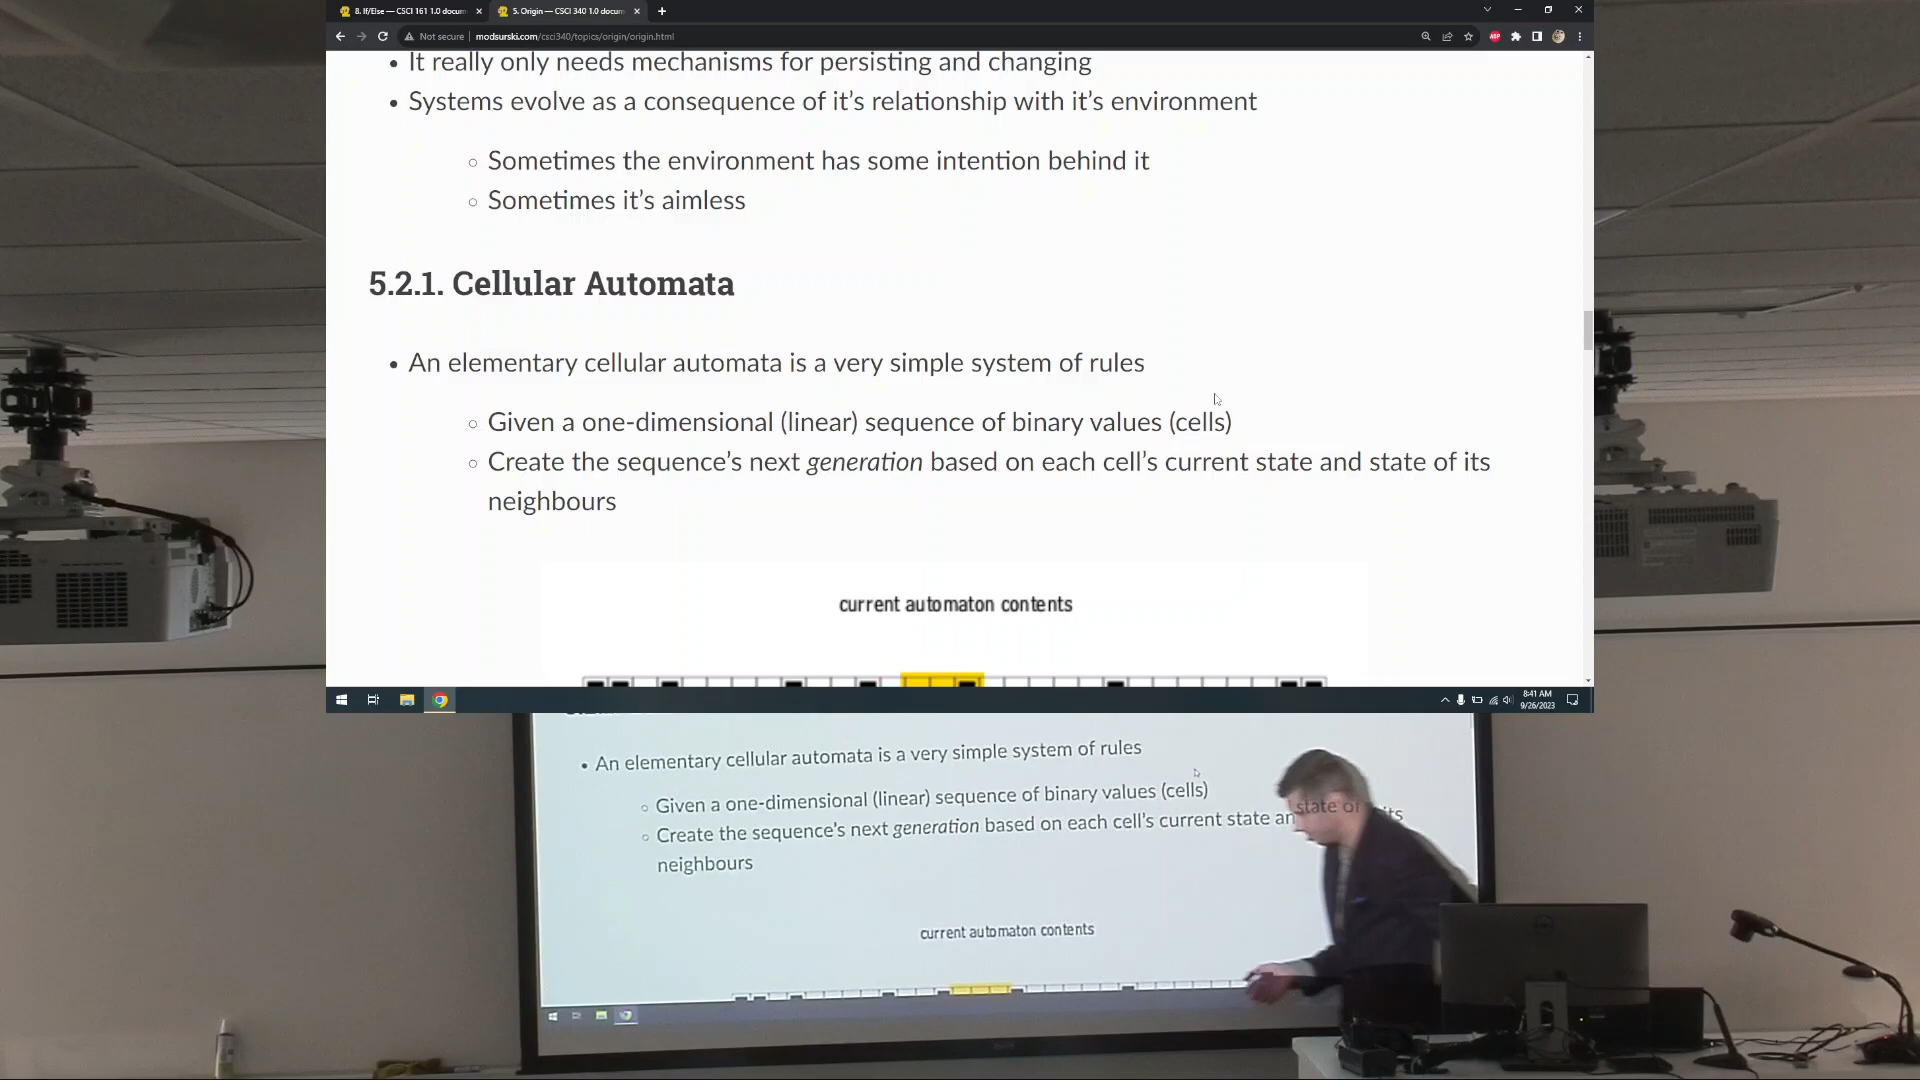 8. If/Else — CSCI 161 1.0 docum
5. Origin — CSCI 340 1.0 docum
Not secure
modsurski.com/csci340/topics/origin/origin.html
ABP
• It really only needs mechanisms for persisting and changing
• Systems evolve as a consequence of it's relationship with it's environment
○ Sometimes the environment has some intention behind it
○ Sometimes it's aimless
5.2.1. Cellular Automata
• An elementary cellular automata is a very simple system of rules
○ Given a one-dimensional (linear) sequence of binary values (cells)
○ Create the sequence's next generation based on each cell's current state and state of its
neighbours
current automaton contents
8:41 AM
9/26/2023
• An elementary cellular automata is a very simple system of rules
○ Given a one-dimensional (linear) sequence of binary values (cells)
○ Create the sequence's next generation based on each cell's current state an state of its
neighbours
current automaton contents